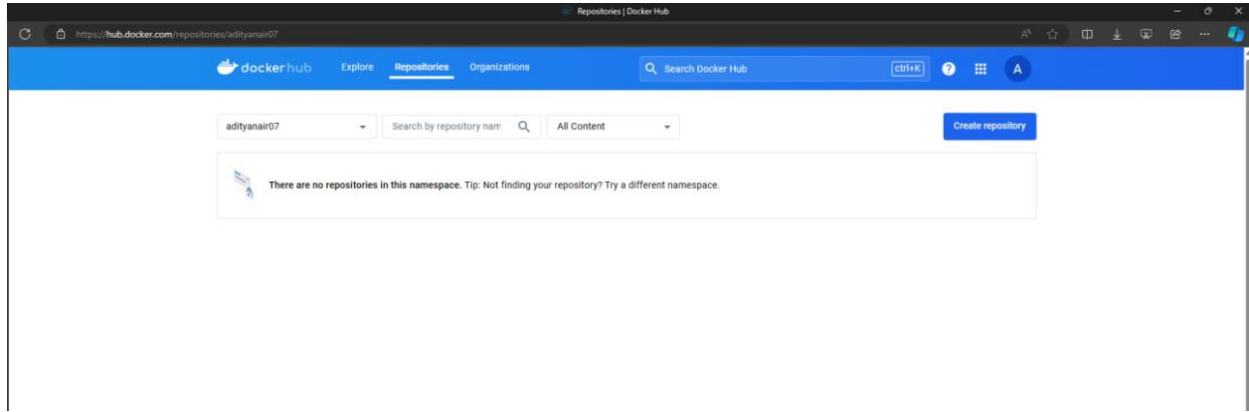 Repositories | Docker Hub
https://hub.docker.com/repositories/adityanair07
dockerhub Explore Repositories Organizations Search Docker Hub ctrl+K ? A
adityanair07 Search by repository nam All Content Create repository
There are no repositories in this namespace. Tip: Not finding your repository? Try a different namespace.